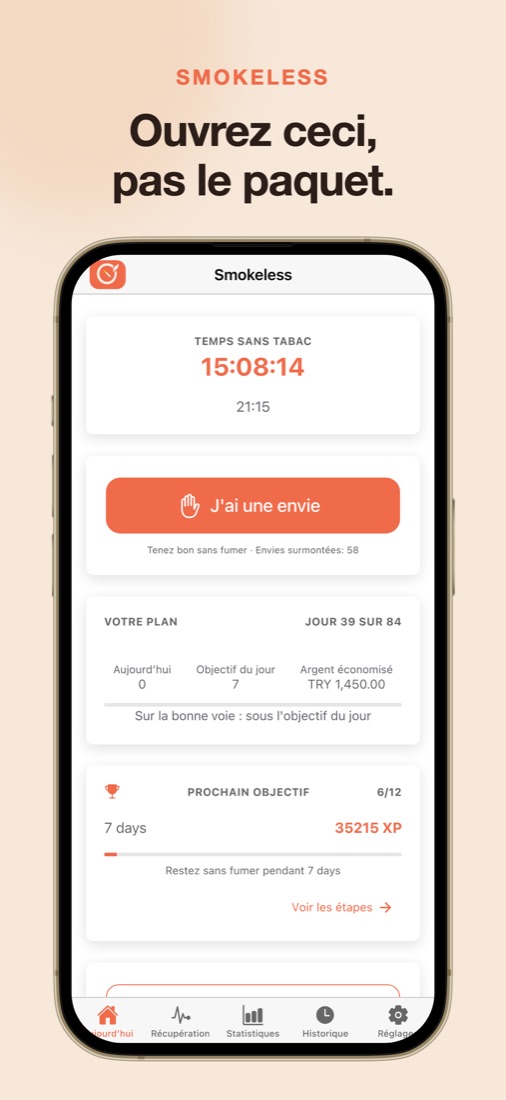 SMOKELESS
Ouvrez ceci,
pas le paquet.
Smokeless
TEMPS SANS TABAC
15:08:14
21:15
J'ai une envie
Tenez bon sans fumer · Envies surmontées: 58
VOTRE PLAN JOUR 39 SUR 84
Aujourd'hui Objectif du jour Argent économisé
0 7 TRY 1,450.00
Sur la bonne voie : sous l'objectif du jour
PROCHAIN OBJECTIF 6/12
7 days 35215 XP
Restez sans fumer pendant 7 days
Voir les étapes →
jourd'hui Récupération Statistiques Historique Réglage